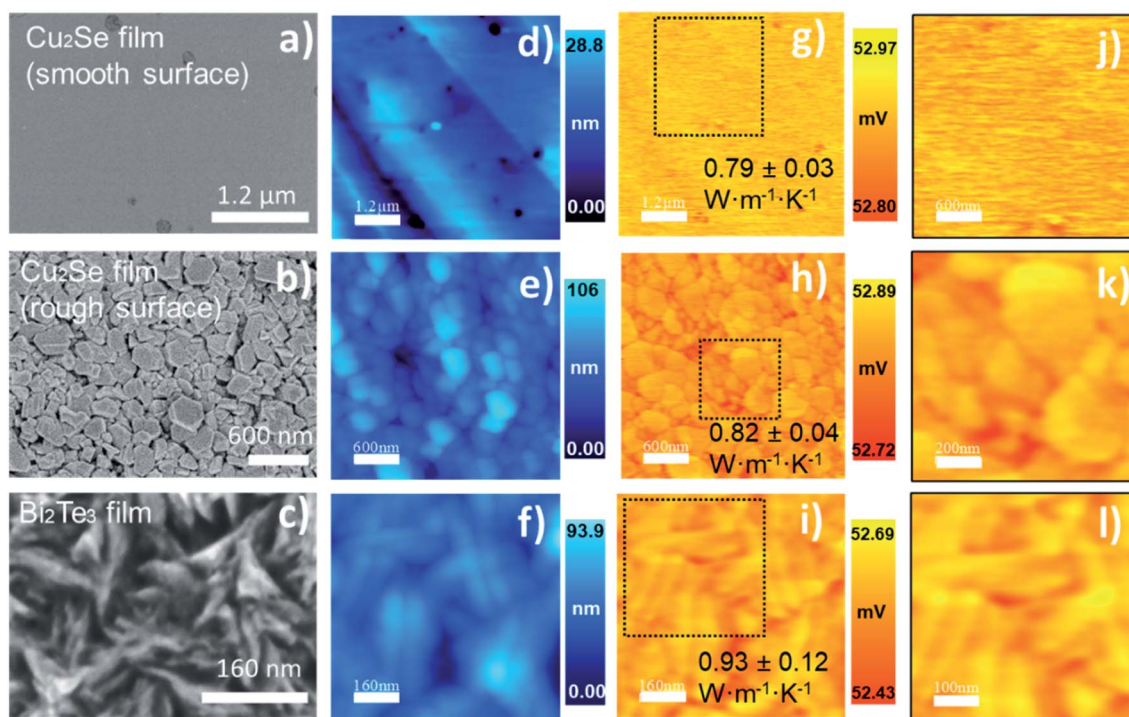 Cu₂Se film
(smooth surface)
a)
1.2 µm
d)
1.2µm
28.8
nm
0.00
g)
0.79 ± 0.03
W·m⁻¹·K⁻¹
1.2µm
52.97
mV
52.80
j)
600nm
Cu₂Se film
(rough surface)
b)
600 nm
e)
600nm
106
nm
0.00
h)
0.82 ± 0.04
W·m⁻¹·K⁻¹
600nm
52.89
mV
52.72
k)
200nm
Bi₂Te₃ film
c)
160 nm
f)
160nm
93.9
nm
0.00
i)
0.93 ± 0.12
W·m⁻¹·K⁻¹
160nm
52.69
mV
52.43
l)
100nm